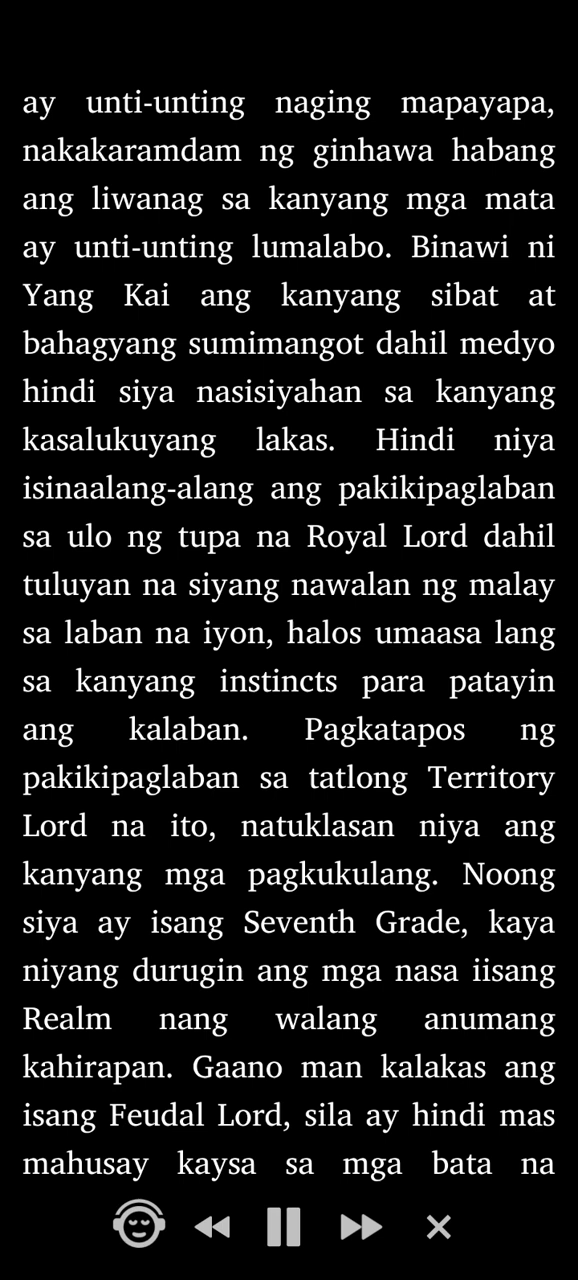 ay unti-unting naging mapayapa,
nakakaramdam ng ginhawa habang
ang liwanag sa kanyang mga mata
ay unti-unting lumalabo. Binawi ni
Yang Kai ang kanyang sibat at
bahagyang sumimangot dahil medyo
hindi siya nasisiyahan sa kanyang
kasalukuyang lakas. Hindi niya
isinaalang-alang ang pakikipaglaban
sa ulo ng tupa na Royal Lord dahil
tuluyan na siyang nawalan ng malay
sa laban na iyon, halos umaasa lang
sa kanyang instincts para patayin
ang kalaban. Pagkatapos ng
pakikipaglaban sa tatlong Territory
Lord na ito, natuklasan niya ang
kanyang mga pagkukulang. Noong
siya ay isang Seventh Grade, kaya
niyang durugin ang mga nasa iisang
Realm nang walang anumang
kahirapan. Gaano man kalakas ang
isang Feudal Lord, sila ay hindi mas
mahusay kaysa sa mga bata na